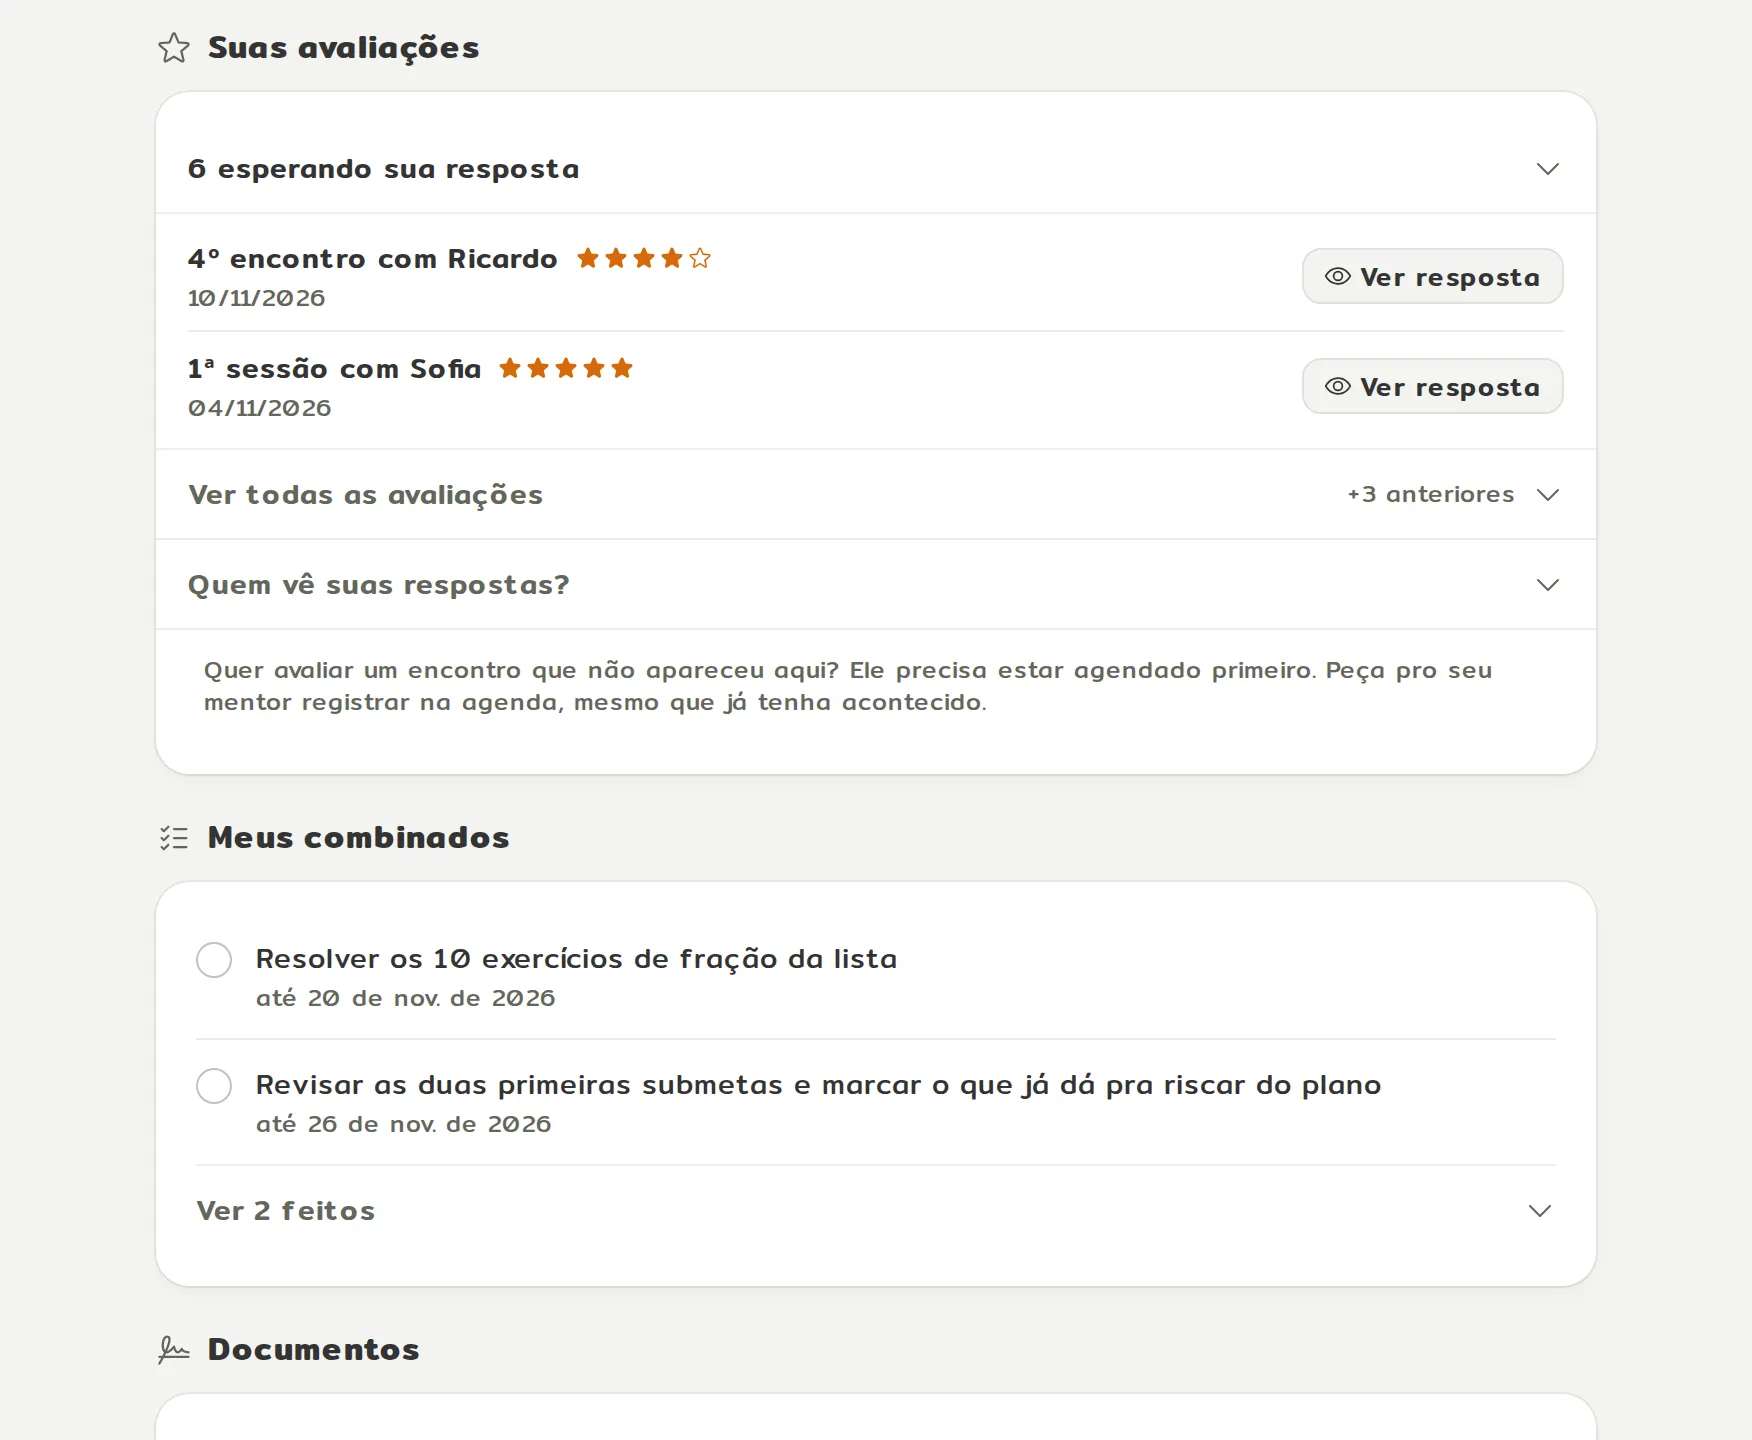 Suas avaliações
6 esperando sua resposta
4º encontro com Ricardo
10/11/2026
Ver resposta
1ª sessão com Sofia
04/11/2026
Ver resposta
Ver todas as avaliações
+3 anteriores
Quem vê suas respostas?
Quer avaliar um encontro que não apareceu aqui? Ele precisa estar agendado primeiro. Peça pro seu
mentor registrar na agenda, mesmo que já tenha acontecido.
Meus combinados
Resolver os 10 exercícios de fração da lista
até 20 de nov. de 2026
Revisar as duas primeiras submetas e marcar o que já dá pra riscar do plano
até 26 de nov. de 2026
Ver 2 feitos
Documentos